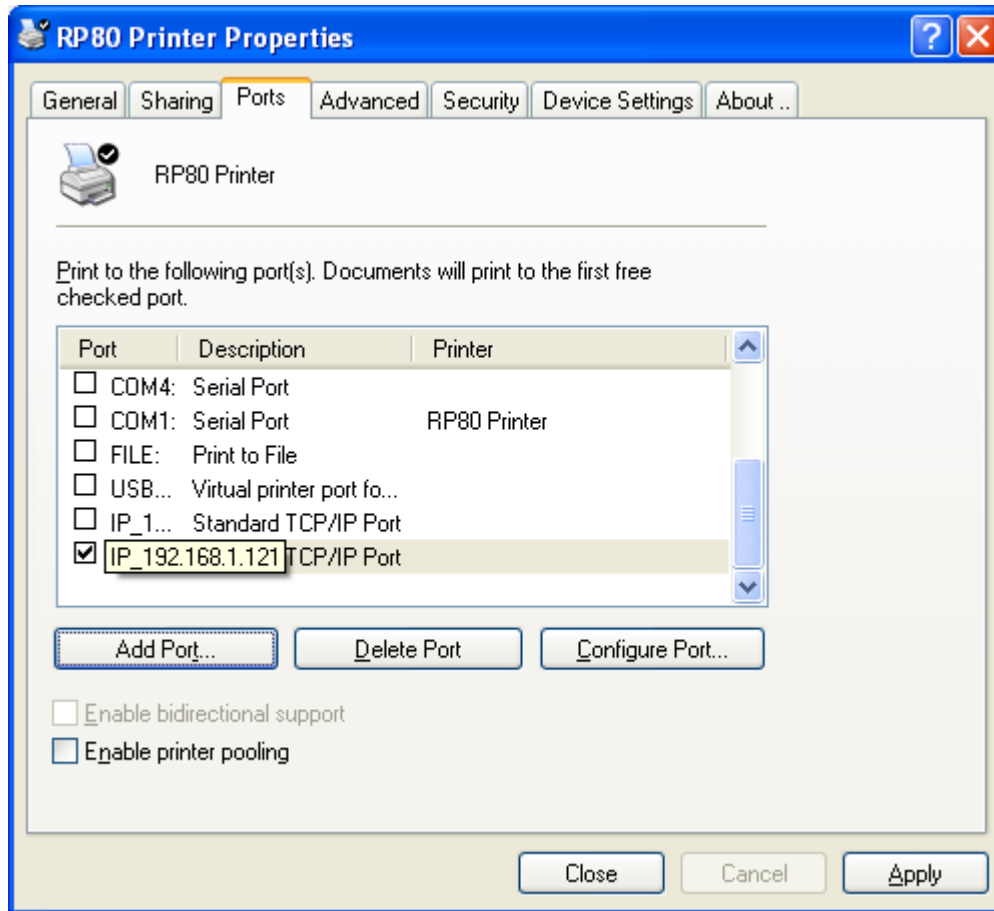 RP80 Printer Properties
General Sharing Ports Advanced Security Device Settings About ..
RP80 Printer
Print to the following port(s). Documents will print to the first free
checked port.
Port Description Printer
COM4: Serial Port
COM1: Serial Port RP80 Printer
FILE: Print to File
USB... Virtual printer port fo...
IP_1... Standard TCP/IP Port
IP_192.168.1.121 TCP/IP Port
Add Port... Delete Port Configure Port...
Enable bidirectional support
Enable printer pooling
Close Cancel Apply